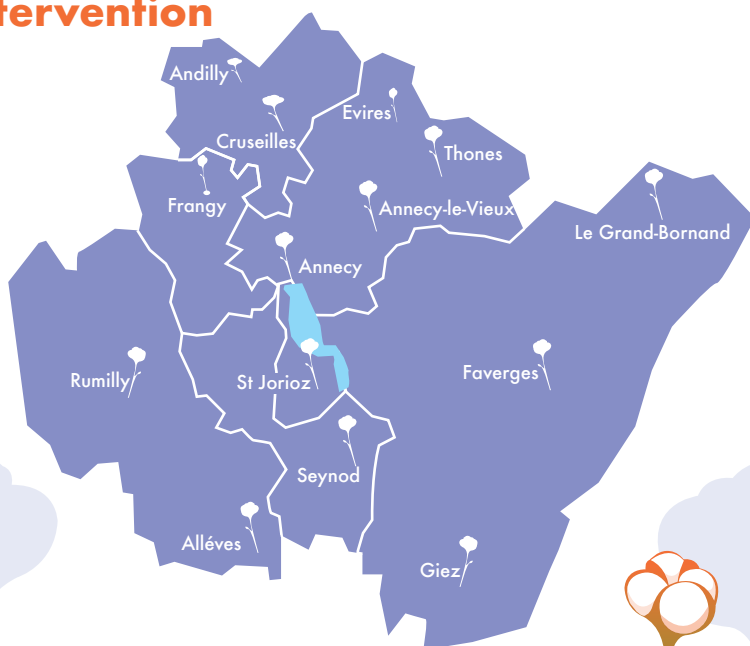 tervention
Andilly
Evires
Cruseilles
Thones
Frangy
Annecy-le-Vieux
Le Grand-Bornand
Annecy
Rumilly
St Jorioz
Faverges
Seynod
Alléves
Giez